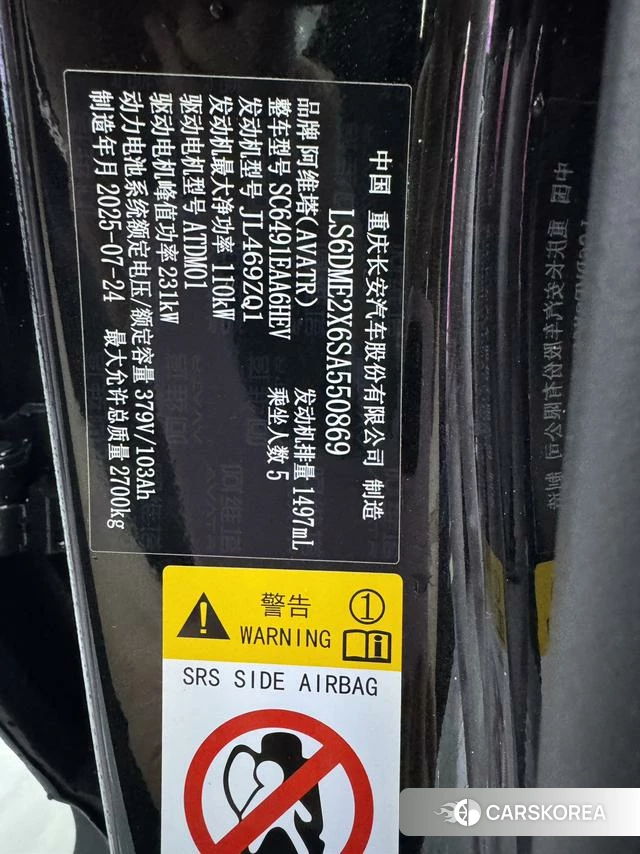 中国 重庆长安汽车股份有限公司 制造
LS6DME2X6SA550869
品牌 阿维塔(AVATR) 发动机排量 1497mL
整车型号 SC6491EAA6HEV 乘坐人数 5
发动机型号 JL469ZQ1
发动机最大净功率 110kW
驱动电机型号 ATDM01
驱动电机峰值功率 231kW
动力电池系统额定电压/额定容量 379V/103Ah
制造年月 2025-07-24 最大允许总质量 2700kg
警告 1
WARNING
SRS SIDE AIRBAG
CARSKOREA